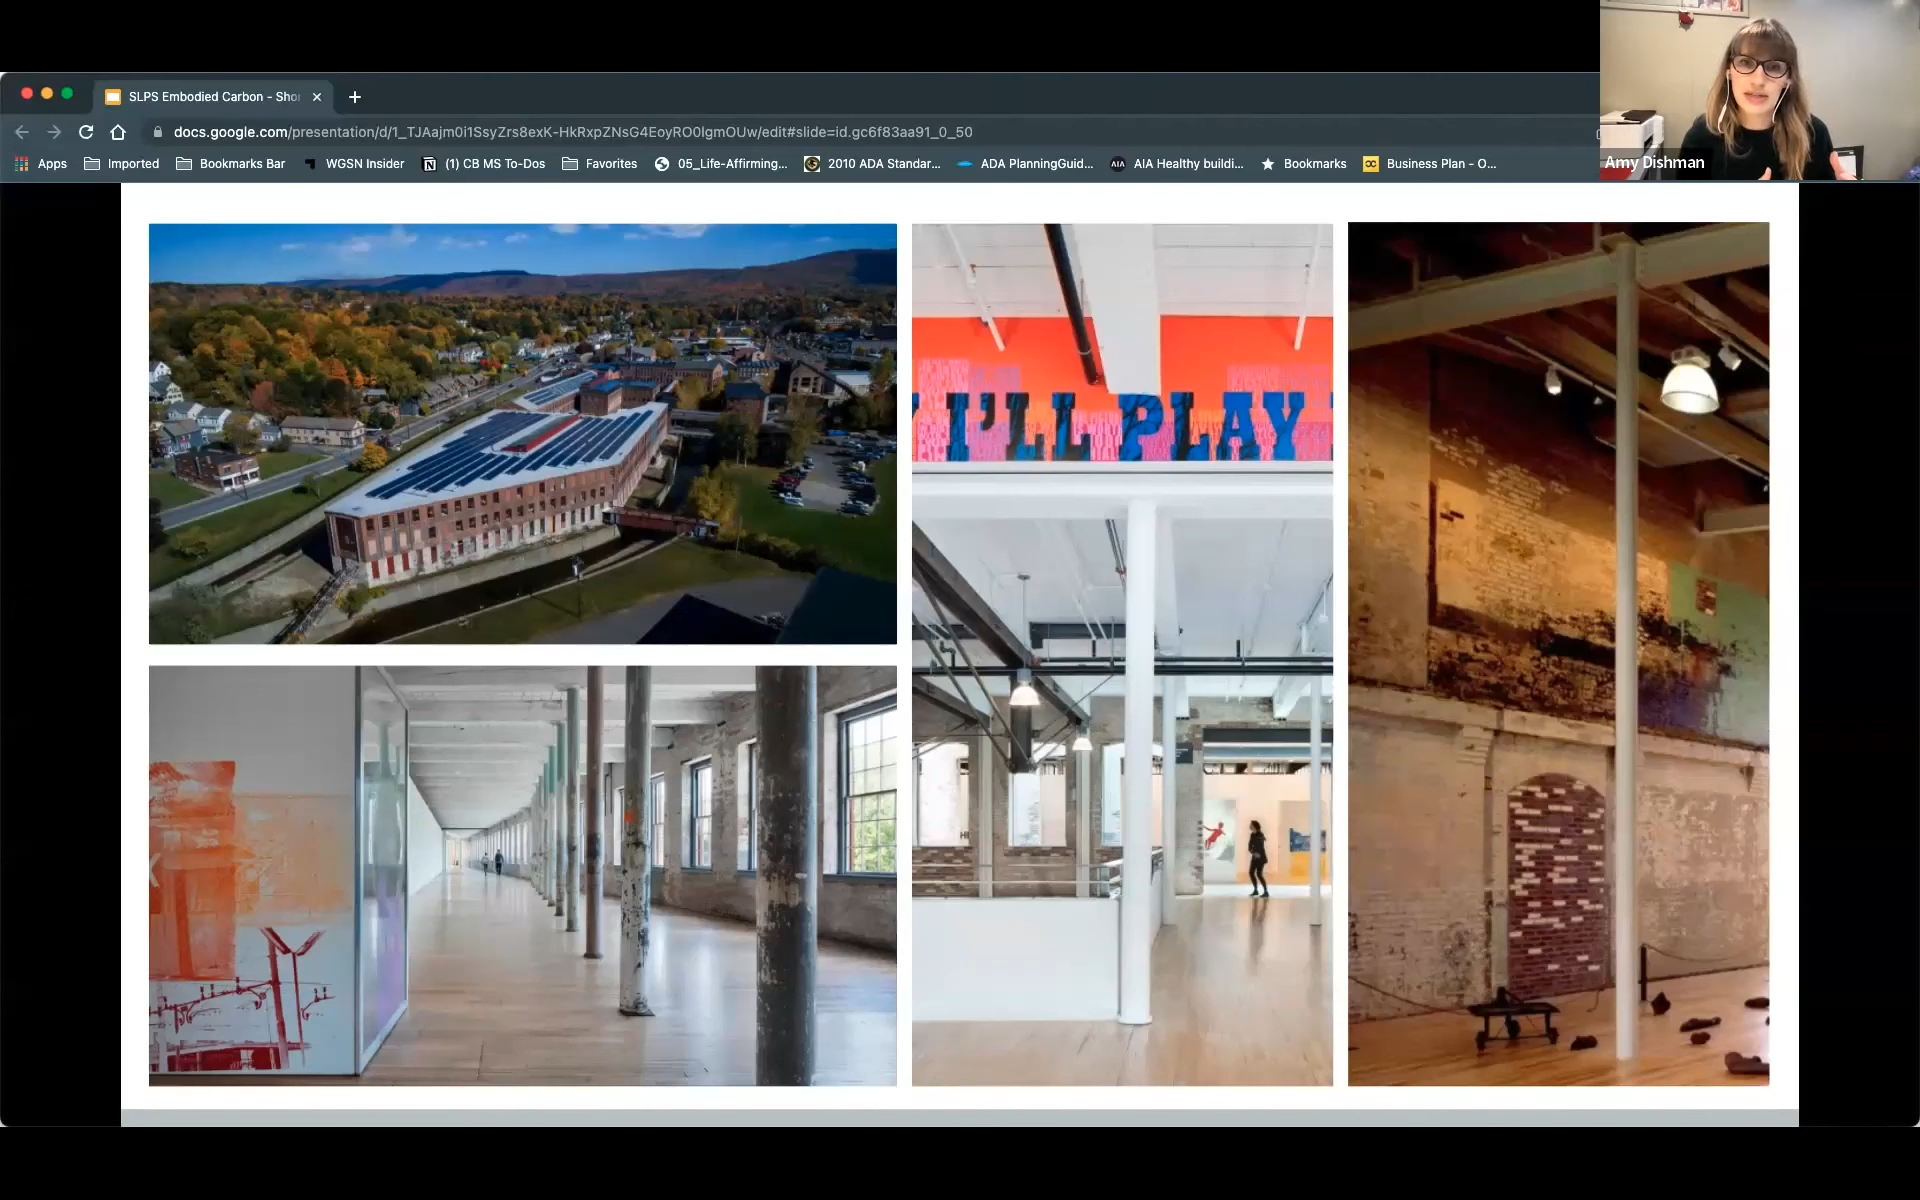 SLPS Embodied Carbon - Shor
docs.google.com/presentation/d/1_TJAajm0i1SsyZrs8exK-HkRxpZNsG4EoyRO0IgmOUw/edit#slide=id.gc6f83aa91_0_50
Apps Imported Bookmarks Bar WGSN Insider (1) CB MS To-Dos Favorites 05_Life-Affirming... 2010 ADA Standar... ADA PlanningGuid... AIA AIA Healthy buildi... Bookmarks Business Plan - O...
Amy Dishman
I'LL PLAY